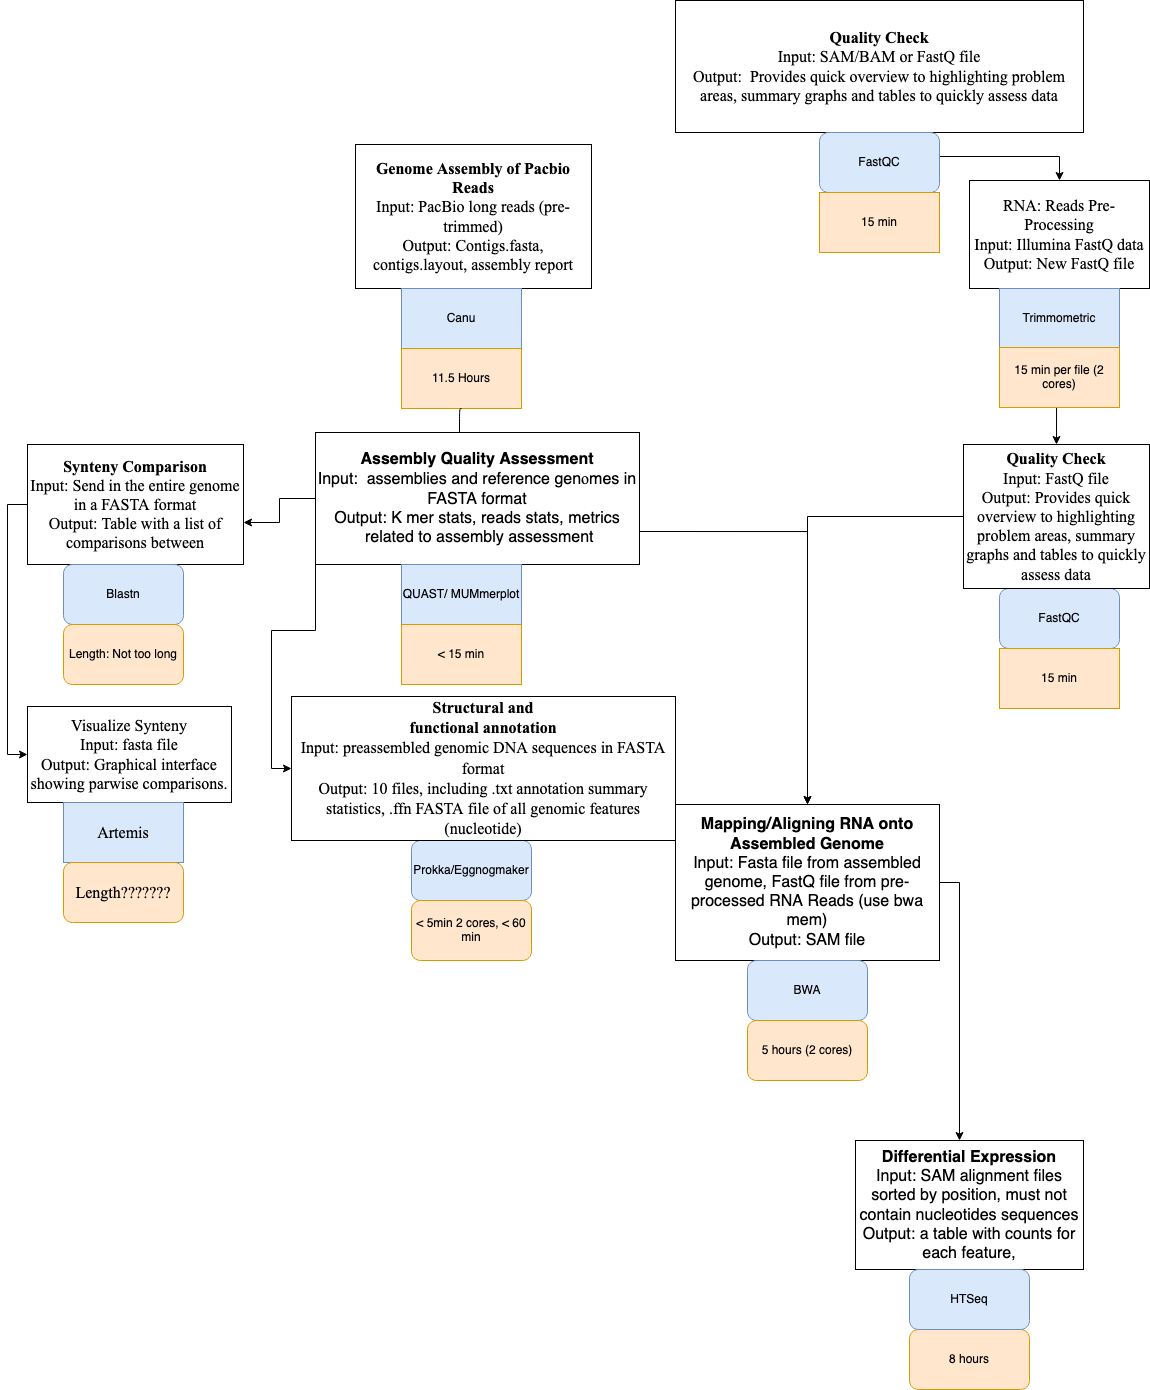 Quality Check
Input: SAM/BAM or FastQ file
Output:  Provides quick overview to highlighting problem
areas, summary graphs and tables to quickly assess data
FastQC
15 min
Genome Assembly of Pacbio
Reads
Input: PacBio long reads (pre-
trimmed)
Output: Contigs.fasta,
contigs.layout, assembly report
Canu
11.5 Hours
RNA: Reads Pre-
Processing
Input: Illumina FastQ data
Output: New FastQ file
Trimmometric
15 min per file (2
cores)
Synteny Comparison
Input: Send in the entire genome
in a FASTA format
Output: Table with a list of
comparisons between
Blastn
Length: Not too long
Assembly Quality Assessment
Input:  assemblies and reference genomes in
FASTA format
Output: K mer stats, reads stats, metrics
related to assembly assessment
QUAST/ MUMmerplot
< 15 min
Quality Check
Input: FastQ file
Output: Provides quick
overview to highlighting
problem areas, summary
graphs and tables to quickly
assess data
FastQC
15 min
Visualize Synteny
Input: fasta file
Output: Graphical interface
showing parwise comparisons.
Artemis
Length???????
Structural and
functional annotation
Input: preassembled genomic DNA sequences in FASTA
format
Output: 10 files, including .txt annotation summary
statistics, .ffn FASTA file of all genomic features
(nucleotide)
Prokka/Eggnogmaker
< 5min 2 cores, < 60
min
Mapping/Aligning RNA onto
Assembled Genome
Input: Fasta file from assembled
genome, FastQ file from pre-
processed RNA Reads (use bwa
mem)
Output: SAM file
BWA
5 hours (2 cores)
Differential Expression
Input: SAM alignment files
sorted by position, must not
contain nucleotides sequences
Output: a table with counts for
each feature,
HTSeq
8 hours